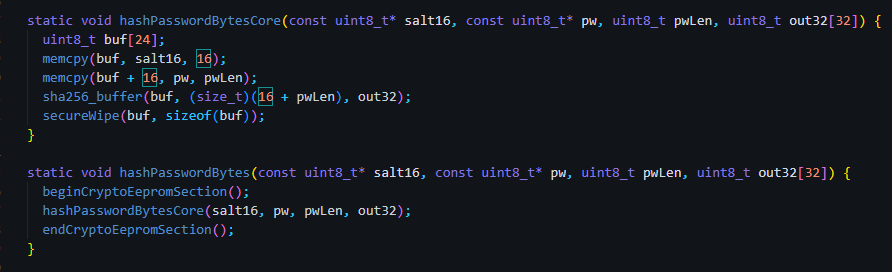 static void hashPasswordBytesCore(const uint8_t* salt16, const uint8_t* pw, uint8_t pwLen, uint8_t out32[32]) {
  uint8_t buf[24];
  memcpy(buf, salt16, 16);
  memcpy(buf + 16, pw, pwLen);
  sha256_buffer(buf, (size_t)(16 + pwLen), out32);
  secureWipe(buf, sizeof(buf));
}
static void hashPasswordBytes(const uint8_t* salt16, const uint8_t* pw, uint8_t pwLen, uint8_t out32[32]) {
  beginCryptoEepromSection();
  hashPasswordBytesCore(salt16, pw, pwLen, out32);
  endCryptoEepromSection();
}